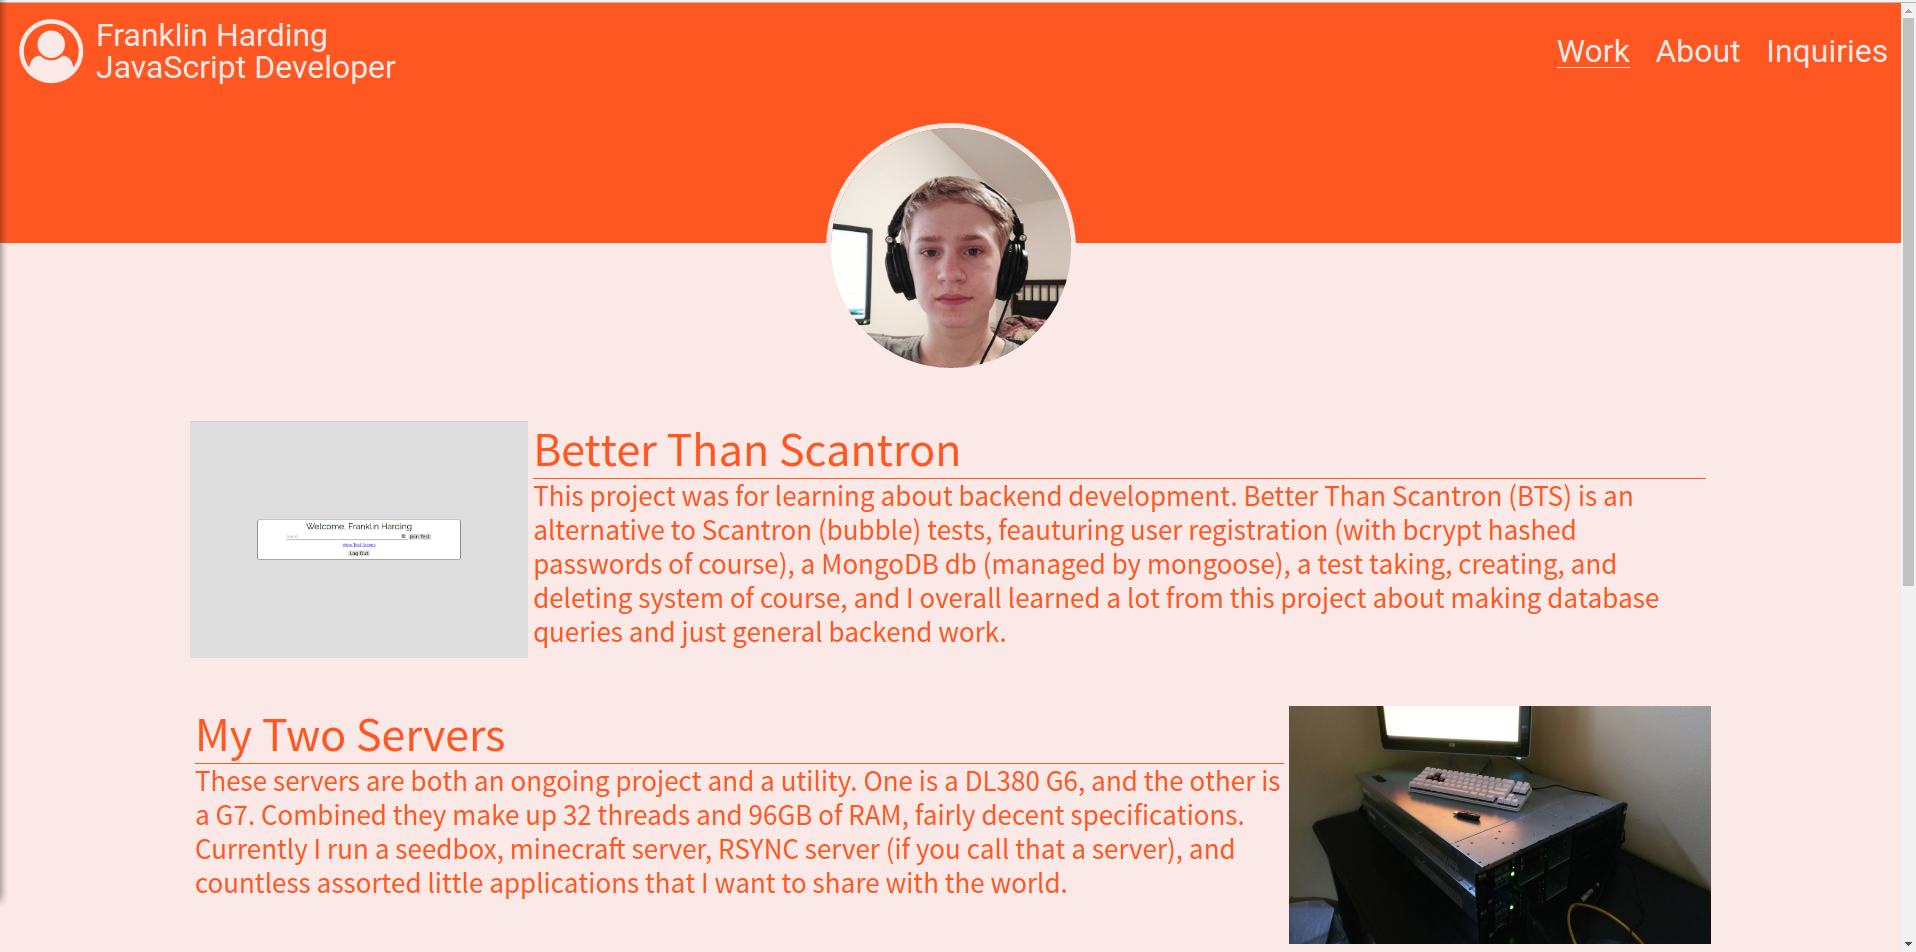 Franklin Harding
JavaScript Developer
Work About Inquiries
Better Than Scantron
This project was for learning about backend development. Better Than Scantron (BTS) is an
alternative to Scantron (bubble) tests, feauturing user registration (with bcrypt hashed
passwords of course), a MongoDB db (managed by mongoose), a test taking, creating, and
deleting system of course, and I overall learned a lot from this project about making database
queries and just general backend work.
Welcome, Franklin Harding
Join Test
View Test Scores
Log Out
My Two Servers
These servers are both an ongoing project and a utility. One is a DL380 G6, and the other is
a G7. Combined they make up 32 threads and 96GB of RAM, fairly decent specifications.
Currently I run a seedbox, minecraft server, RSYNC server (if you call that a server), and
countless assorted little applications that I want to share with the world.